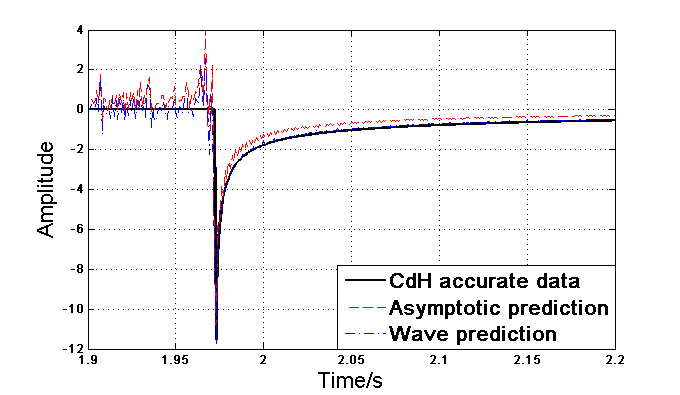 4
2
0
-2
-4
-6
-8
-10
-12
Amplitude
CdH accurate data
Asymptotic prediction
Wave prediction
1.9 1.95 2 2.05 2.1 2.15 2.2
Time/s